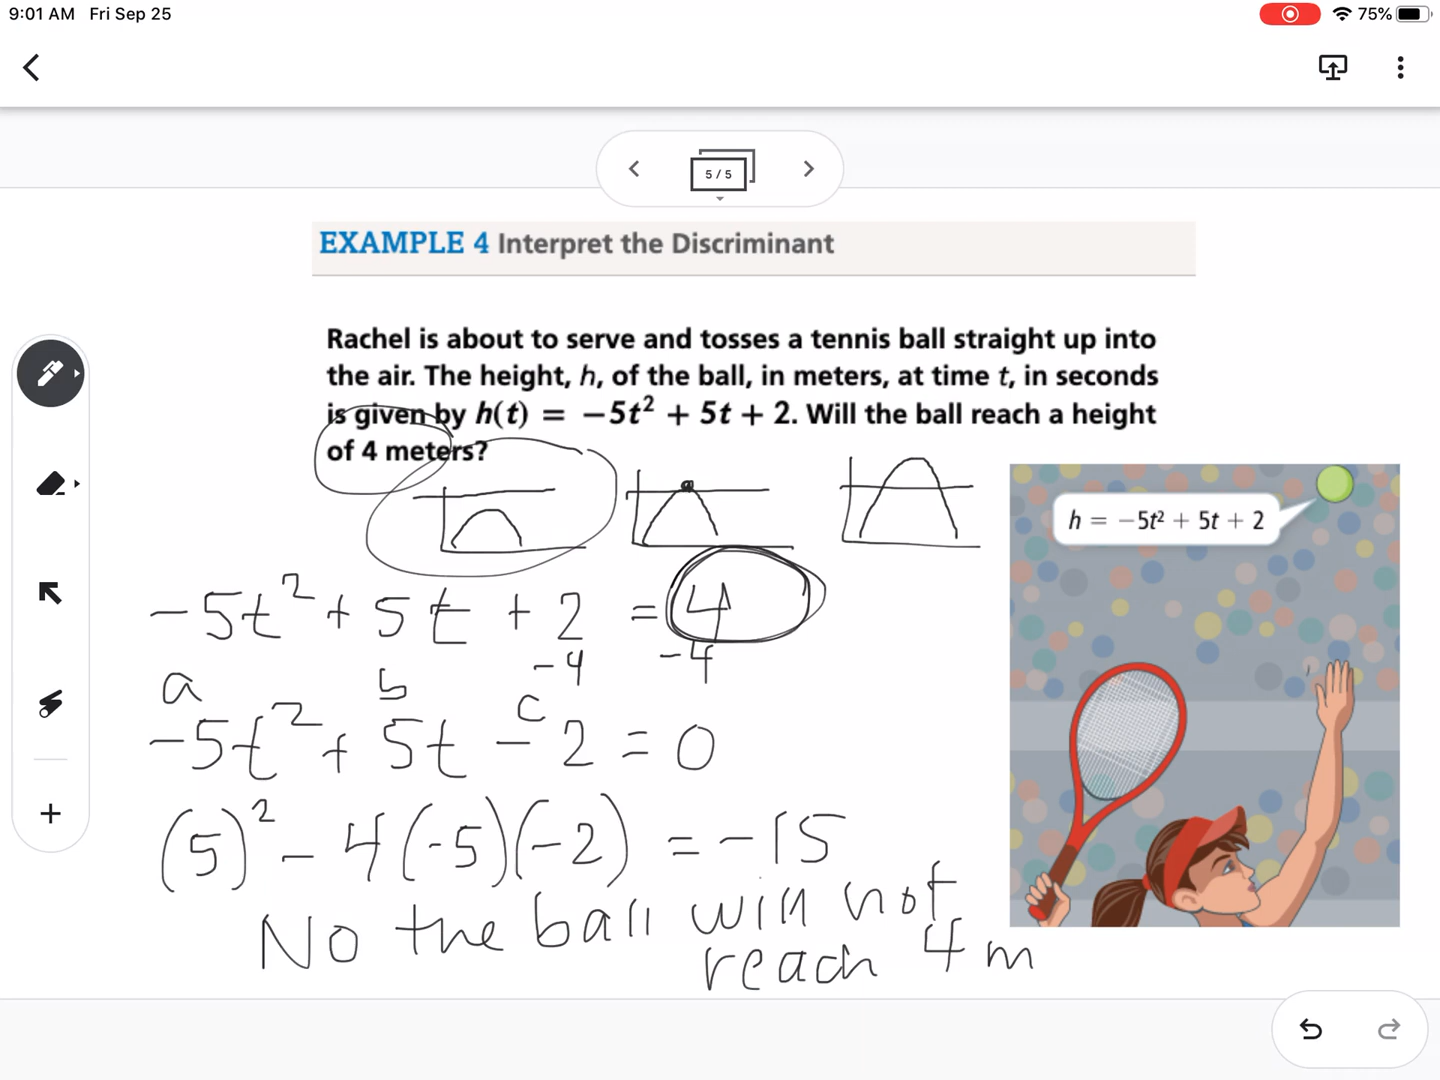 9:01 AM Fri Sep 25
75%
5 / 5
EXAMPLE 4 Interpret the Discriminant
Rachel is about to serve and tosses a tennis ball straight up into
the air. The height, h, of the ball, in meters, at time t, in seconds
is given by h(t) = −5t² + 5t + 2. Will the ball reach a height
of 4 meters?
h = −5t² + 5t + 2
-5t² + 5t + 2 = 4
-4 -4
a b c
-5t² + 5t - 2 = 0
(5)² - 4(-5)(-2) = -15
No the ball will not
reach 4 m